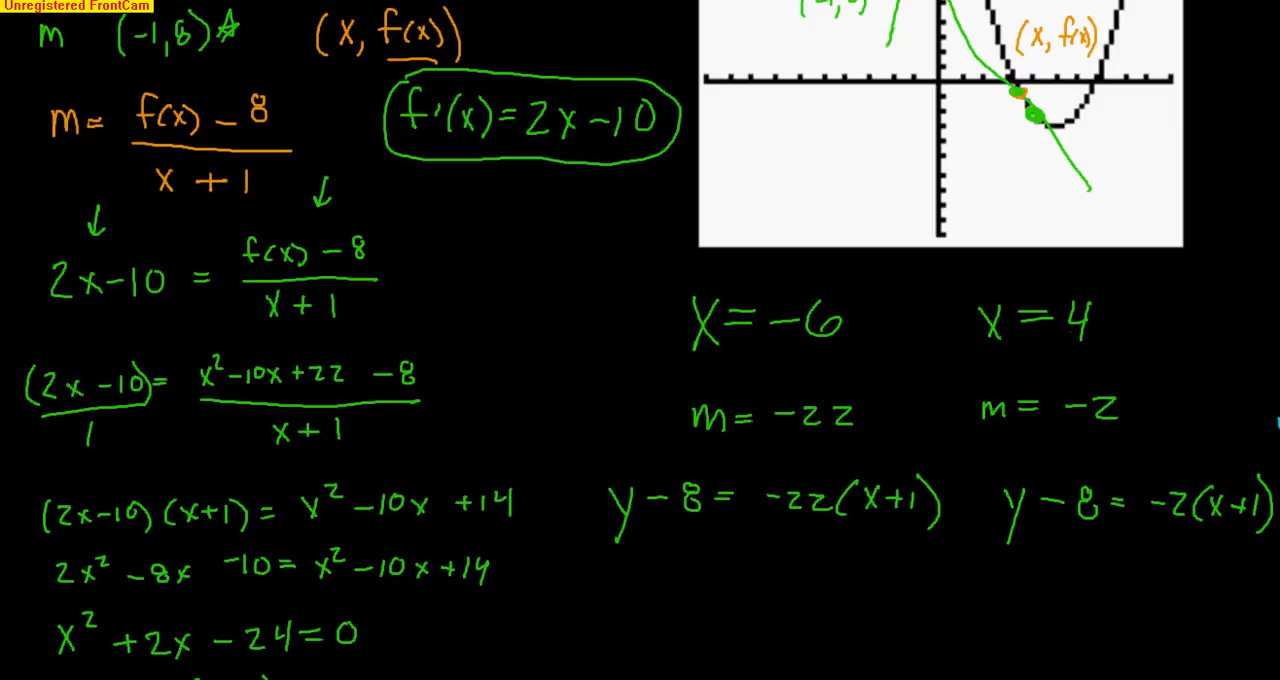 Unregistered FrontCam
m (-1,8) (x, f(x))
(x, f(x))
m = f(x) - 8 / x + 1
f'(x) = 2x - 10
2x - 10 = f(x) - 8 / x + 1
(2x - 10) / 1 = x² - 10x + 22 - 8 / x + 1
(2x - 10)(x + 1) = x² - 10x + 14
2x² - 8x - 10 = x² - 10x + 14
x² + 2x - 24 = 0
x = -6 x = 4
m = -22 m = -2
y - 8 = -22(x + 1) y - 8 = -2(x + 1)